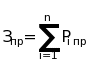 Зпр = n∑i=1 Pi пр